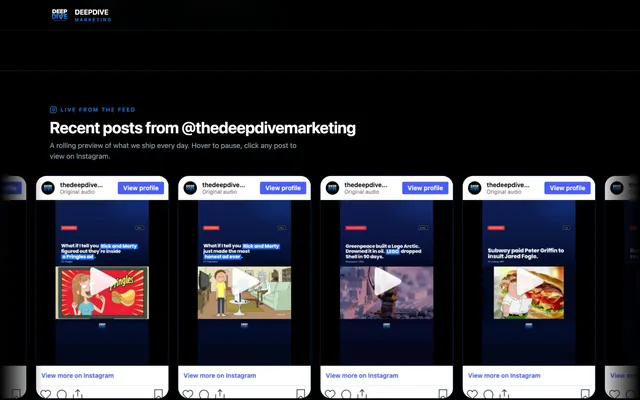 DEEP
DIVE
DEEPDIVE
MARKETING
LIVE FROM THE FEED
Recent posts from @thedeepdivemarketing
A rolling preview of what we ship every day. Hover to pause, click any post to
view on Instagram.
thedeepdive...
Original audio
View profile
What if I tell you Rick and Morty
figured out they're inside
a Pringles ad.
Pringles
View more on Instagram
thedeepdive...
Original audio
View profile
What if I tell you Rick and Morty
just made the most
honest ad ever.
View more on Instagram
thedeepdive...
Original audio
View profile
Greenpeace built a Lego Arctic.
Drowned it in oil. LEGO dropped
Shell in 90 days.
View more on Instagram
thedeepdive...
Original audio
View profile
Subway paid Peter Griffin to
insult Jared Fogle.
View more on Instagram